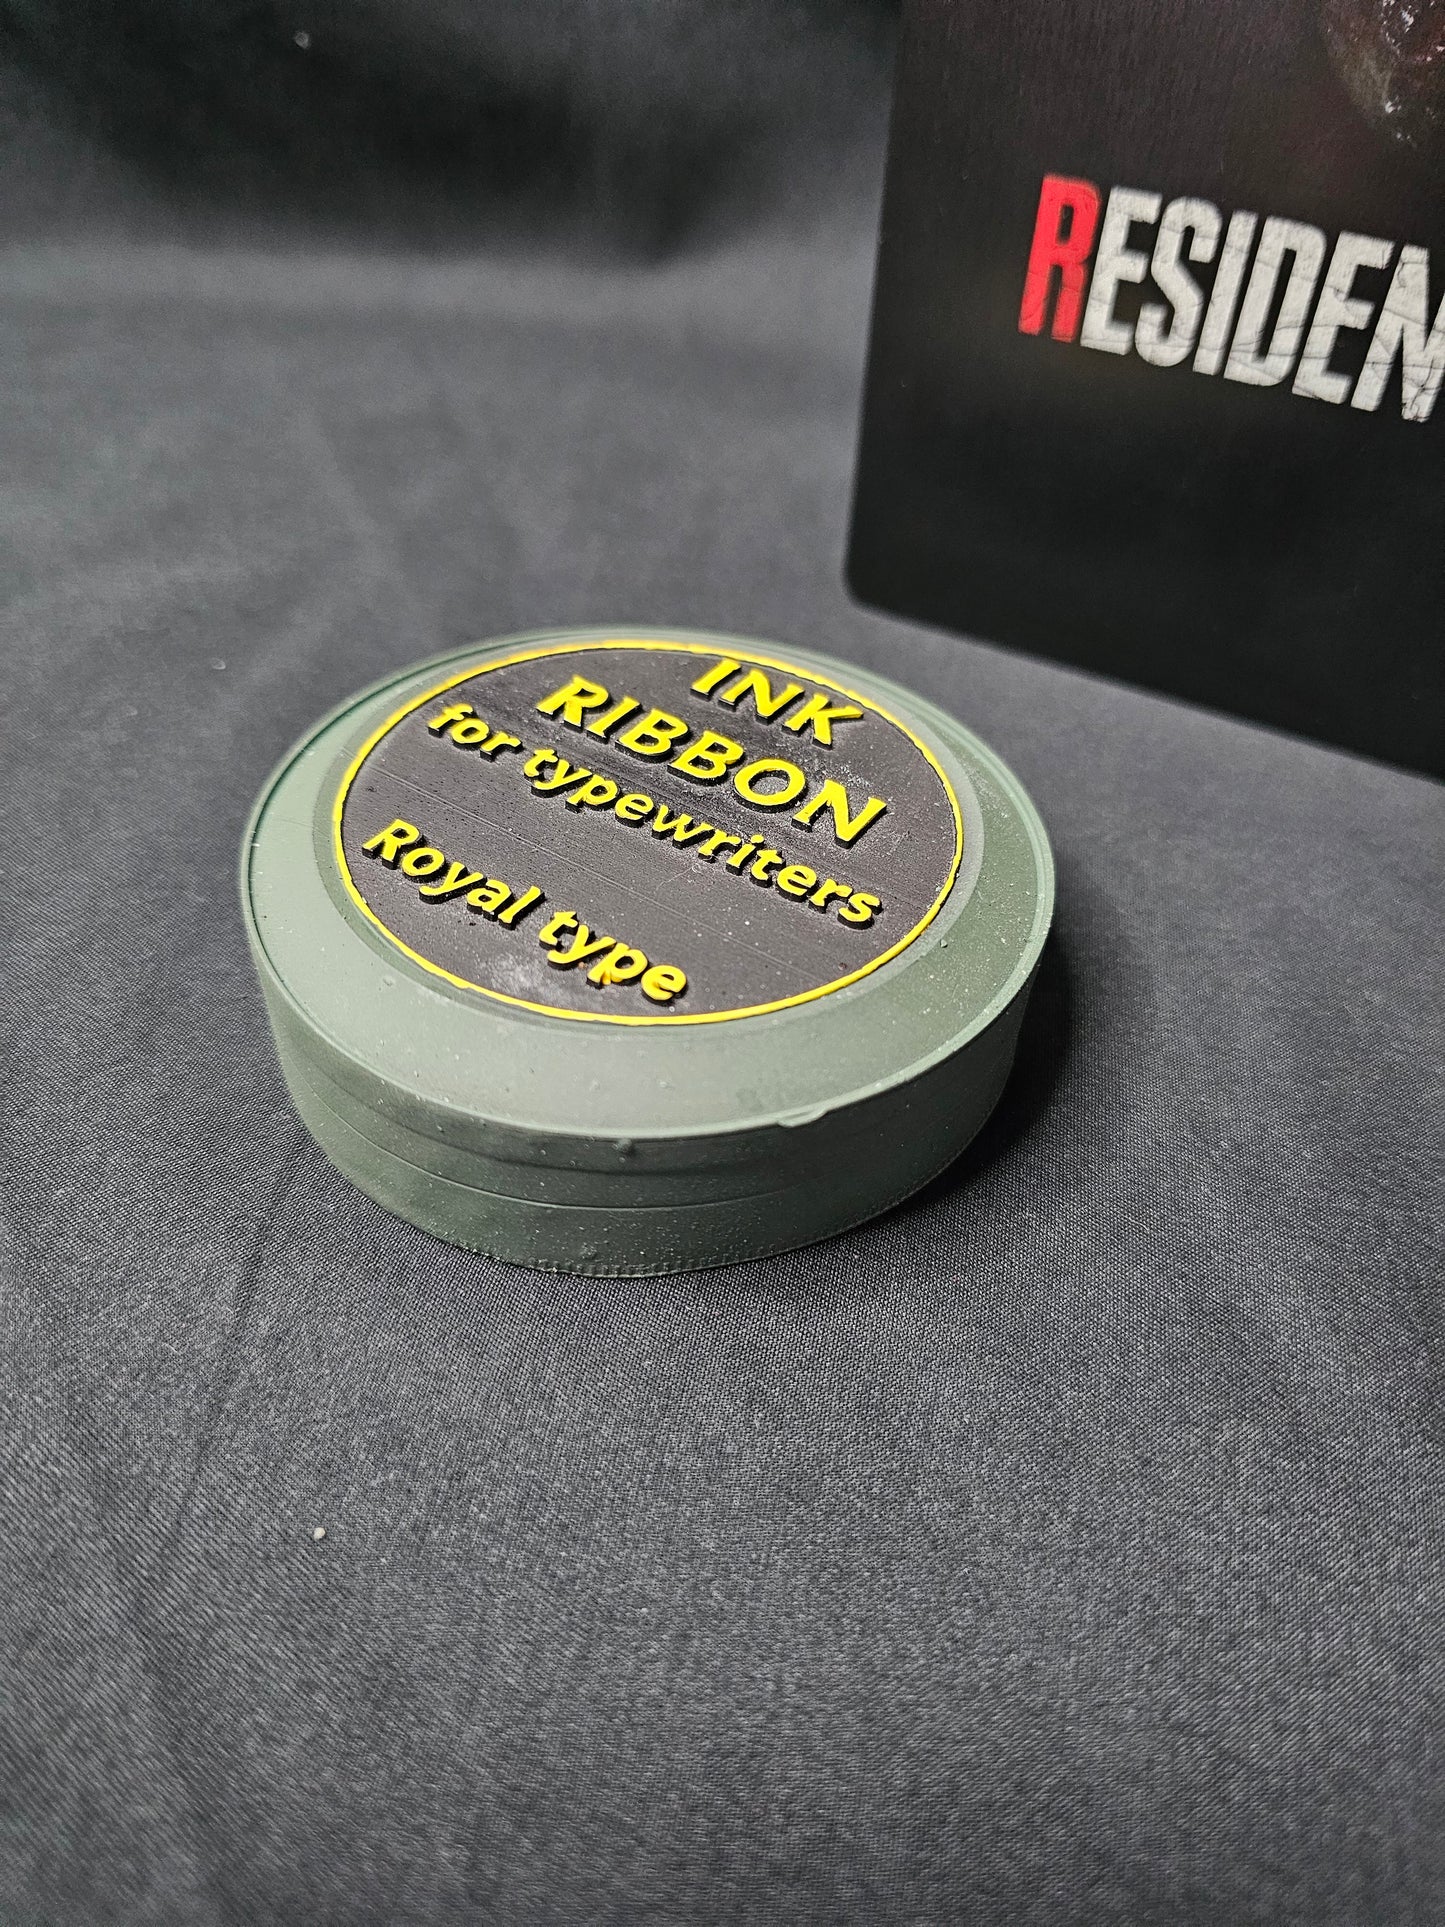 RESIDEN
INK
RIBBON
for typewriters
Royal type